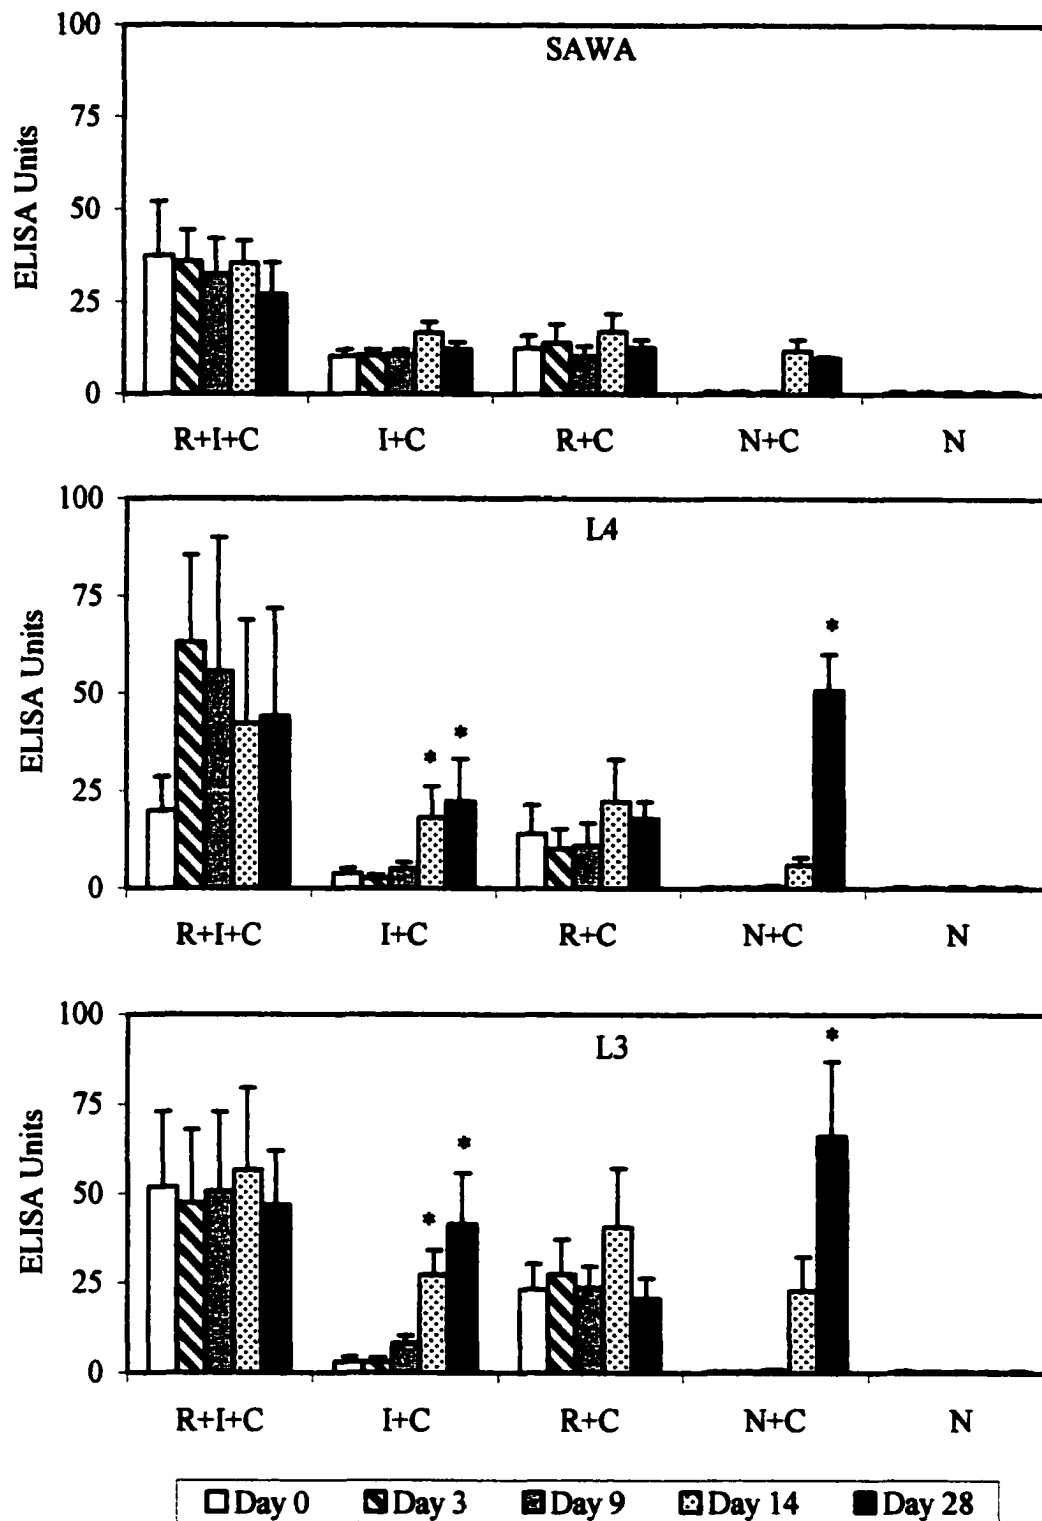 SAWA
ELISA Units
100
75
50
25
0
R+I+C I+C R+C N+C N
L4
ELISA Units
100
75
50
25
0
* * *
R+I+C I+C R+C N+C N
L3
ELISA Units
100
75
50
25
0
* * *
R+I+C I+C R+C N+C N
Day 0 Day 3 Day 9 Day 14 Day 28